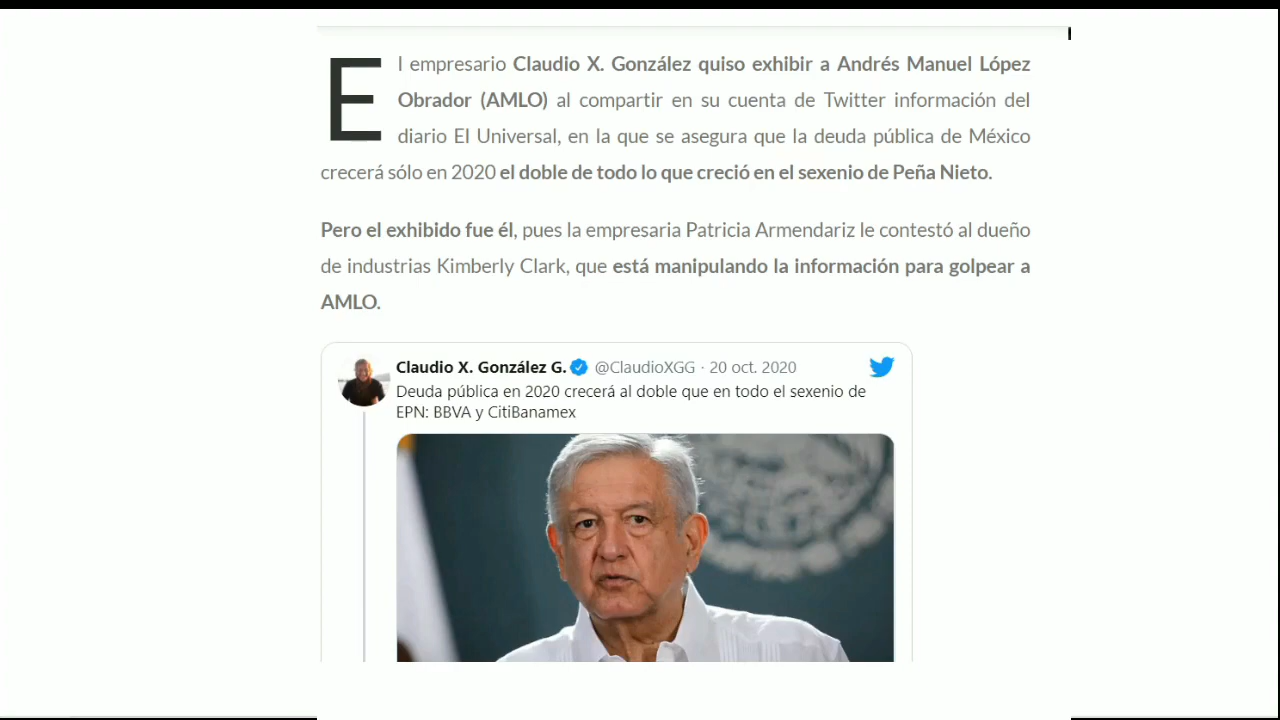 El empresario Claudio X. González quiso exhibir a Andrés Manuel López
Obrador (AMLO) al compartir en su cuenta de Twitter información del
diario El Universal, en la que se asegura que la deuda pública de México
crecerá sólo en 2020 el doble de todo lo que creció en el sexenio de Peña Nieto.
Pero el exhibido fue él, pues la empresaria Patricia Armendariz le contestó al dueño
de industrias Kimberly Clark, que está manipulando la información para golpear a
AMLO.
Claudio X. González G. @ClaudioXGG · 20 oct. 2020
Deuda pública en 2020 crecerá al doble que en todo el sexenio de
EPN: BBVA y CitiBanamex